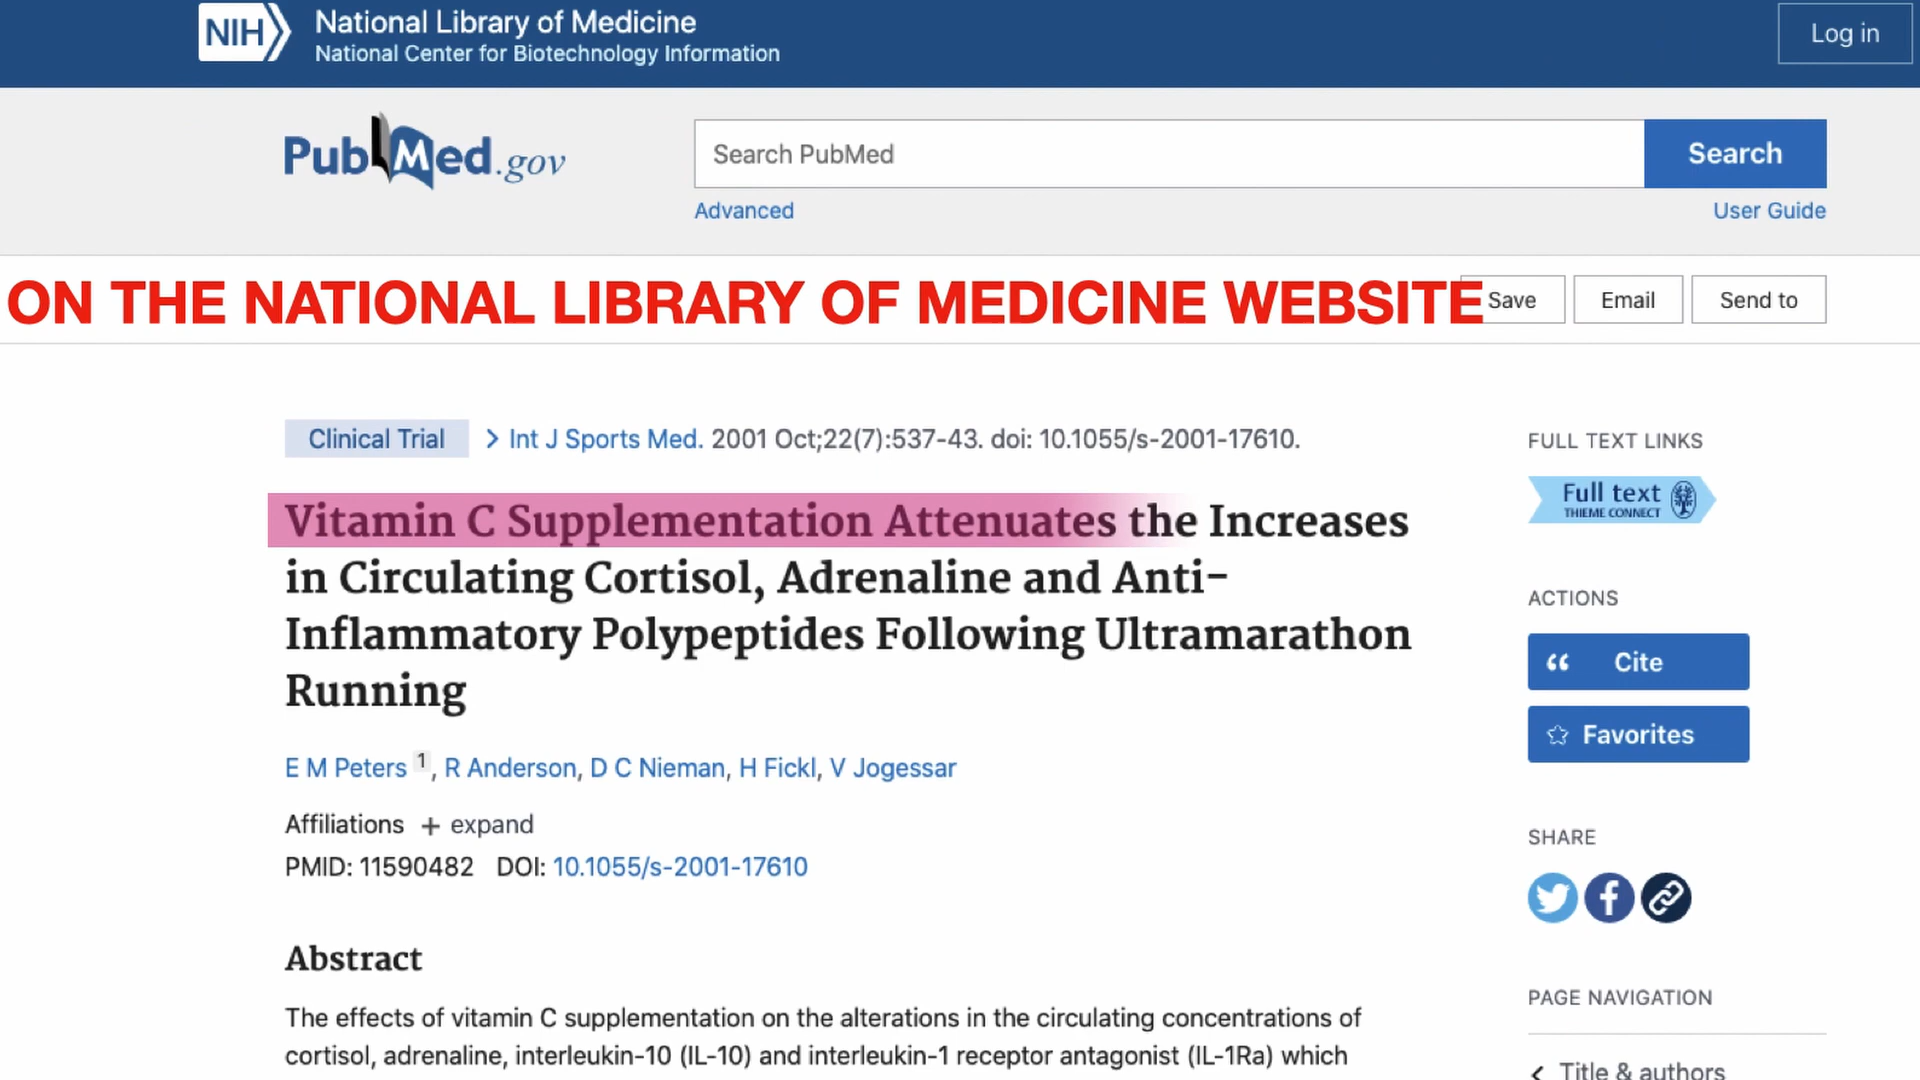 NIH
National Library of Medicine
National Center for Biotechnology Information
Log in
PubMed.gov
Search PubMed
Search
Advanced
User Guide
ON THE NATIONAL LIBRARY OF MEDICINE WEBSITE
Save
Email
Send to
Clinical Trial
Int J Sports Med. 2001 Oct;22(7):537-43. doi: 10.1055/s-2001-17610.
Vitamin C Supplementation Attenuates the Increases
in Circulating Cortisol, Adrenaline and Anti-
Inflammatory Polypeptides Following Ultramarathon
Running
E M Peters 1, R Anderson, D C Nieman, H Fickl, V Jogessar
Affiliations + expand
PMID: 11590482 DOI: 10.1055/s-2001-17610
Abstract
The effects of vitamin C supplementation on the alterations in the circulating concentrations of
cortisol, adrenaline, interleukin-10 (IL-10) and interleukin-1 receptor antagonist (IL-1Ra) which
FULL TEXT LINKS
Full text
THIEME CONNECT
ACTIONS
Cite
Favorites
SHARE
PAGE NAVIGATION
Title & authors